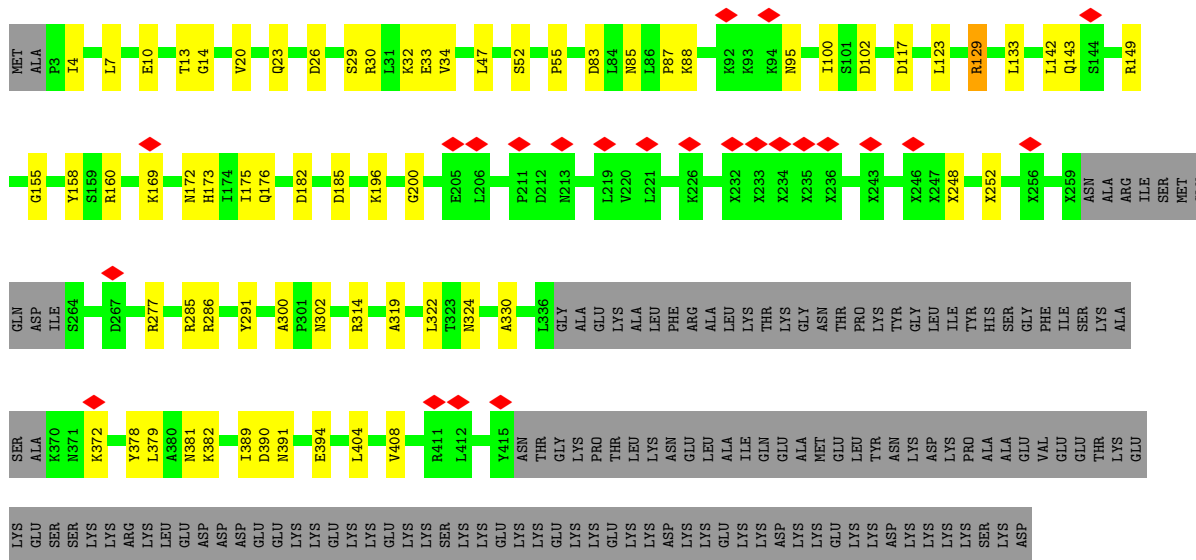 MET ALA P3 I4 L7 E10 T13 G14 V20 Q23 D26 S29 R30 L31 K32 E33 V34 L47 S52 P55 D83 L84 N85 L86 P87 K88 K92 K93 K94 N95 I100 S101 D102 D117 L123 R129 L133 L142 Q143 S144 R149
G155 Y158 S159 R160 K169 N172 H173 I174 I175 Q176 D182 D185 K196 G200 E205 L206 P211 D212 N213 L219 V220 L221 K226 X232 X233 X234 X235 X236 X243 X246 X247 X248 X252 X256 X259 ASN ALA ARG ILE SER MET
GLN ASP ILE S264 D267 R277 R285 R286 Y291 A300 P301 N302 R314 A319 L322 T323 N324 A330 L336 GLY ALA GLU LYS ALA LEU PHE ARG ALA LEU LYS THR LYS GLY ASN THR PRO LYS TYR GLY LEU ILE TYR HIS SER GLY PHE ILE SER LYS ALA
SER ALA K370 N371 K372 Y378 L379 A380 N381 K382 I389 D390 N391 E394 L404 V408 R411 L412 Y415 ASN THR GLY LYS PRO THR LEU LYS ASN GLU LEU ALA ILE GLN GLU ALA MET GLU LEU TYR ASN LYS ASP LYS PRO ALA ALA GLU VAL GLU GLU THR LYS GLU
LYS GLU SER SER LYS LYS ARG LYS LEU GLU ASP ASP ASP GLU GLU LYS LYS GLU LYS LYS GLU LYS LYS SER LYS LYS GLU LYS LYS GLU LYS LYS ASP LYS LYS GLU LYS LYS ASP LYS LYS GLU LYS LYS ASP LYS LYS LYS LYS SER LYS ASP